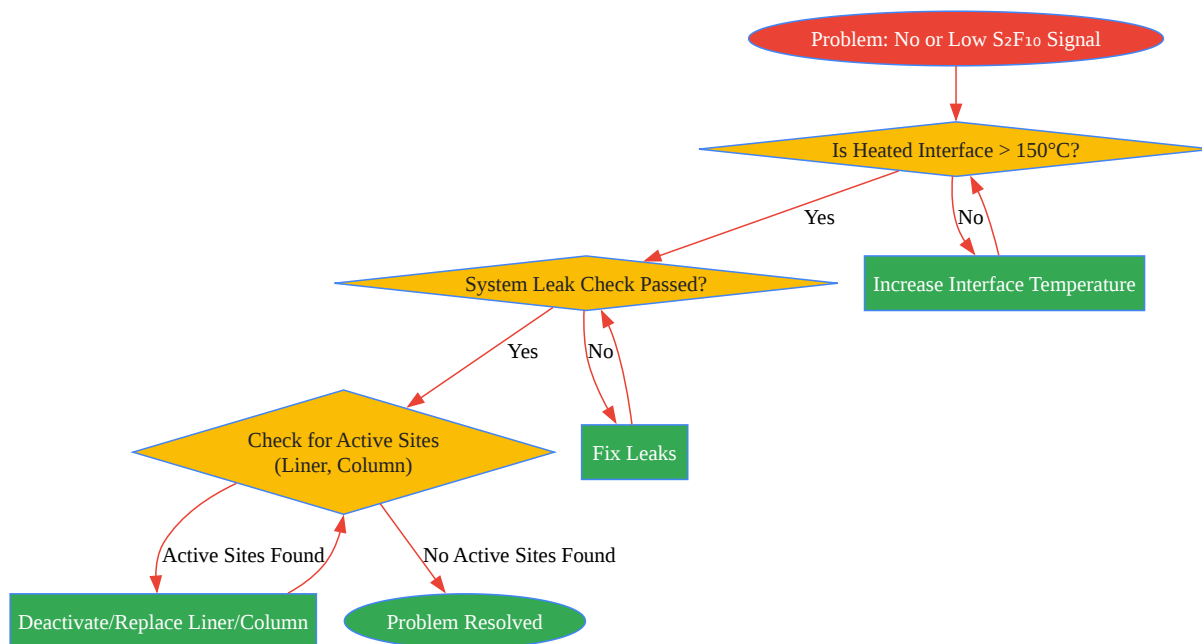 Problem: No or Low S₂F₁₀ Signal
Is Heated Interface > 150°C?
Yes
No
Increase Interface Temperature
System Leak Check Passed?
Yes
No
Fix Leaks
Check for Active Sites
(Liner, Column)
Active Sites Found
No Active Sites Found
Deactivate/Replace Liner/Column
Problem Resolved